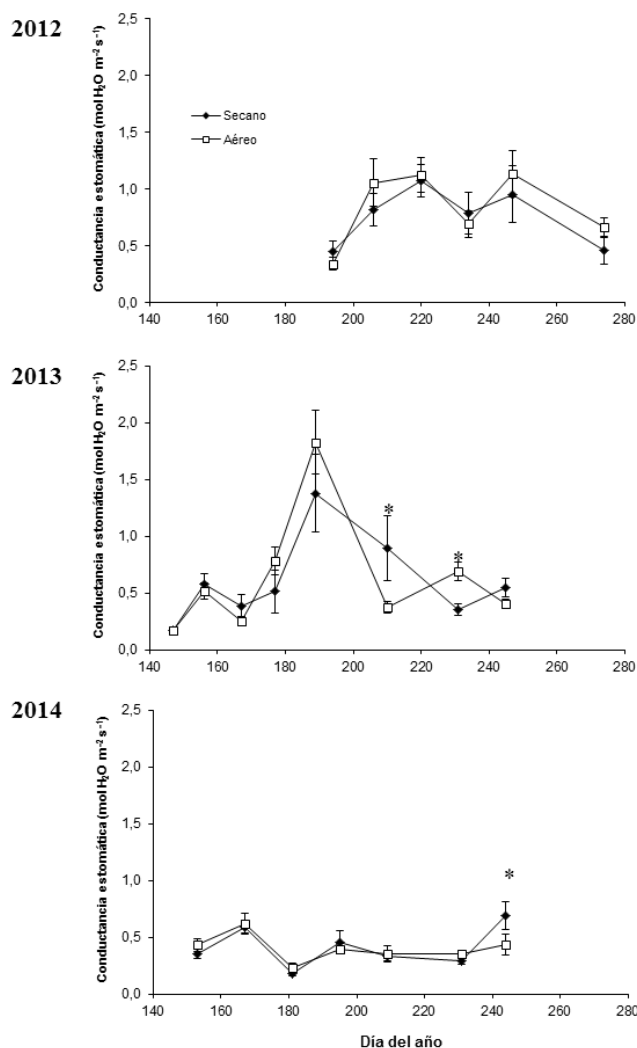 2012
Conductancia estomática (mol H₂O m⁻² s⁻¹)
2,5
2,0
1,5
1,0
0,5
0,0
Secano
Aéreo
140 160 180 200 220 240 260 280
2013
Conductancia estomática (mol H₂O m⁻² s⁻¹)
2,5
2,0
1,5
1,0
0,5
0,0
*
*
140 160 180 200 220 240 260 280
2014
Conductancia estomática (mol H₂O m⁻² s⁻¹)
2,5
2,0
1,5
1,0
0,5
0,0
*
140 160 180 200 220 240 260 280
Día del año